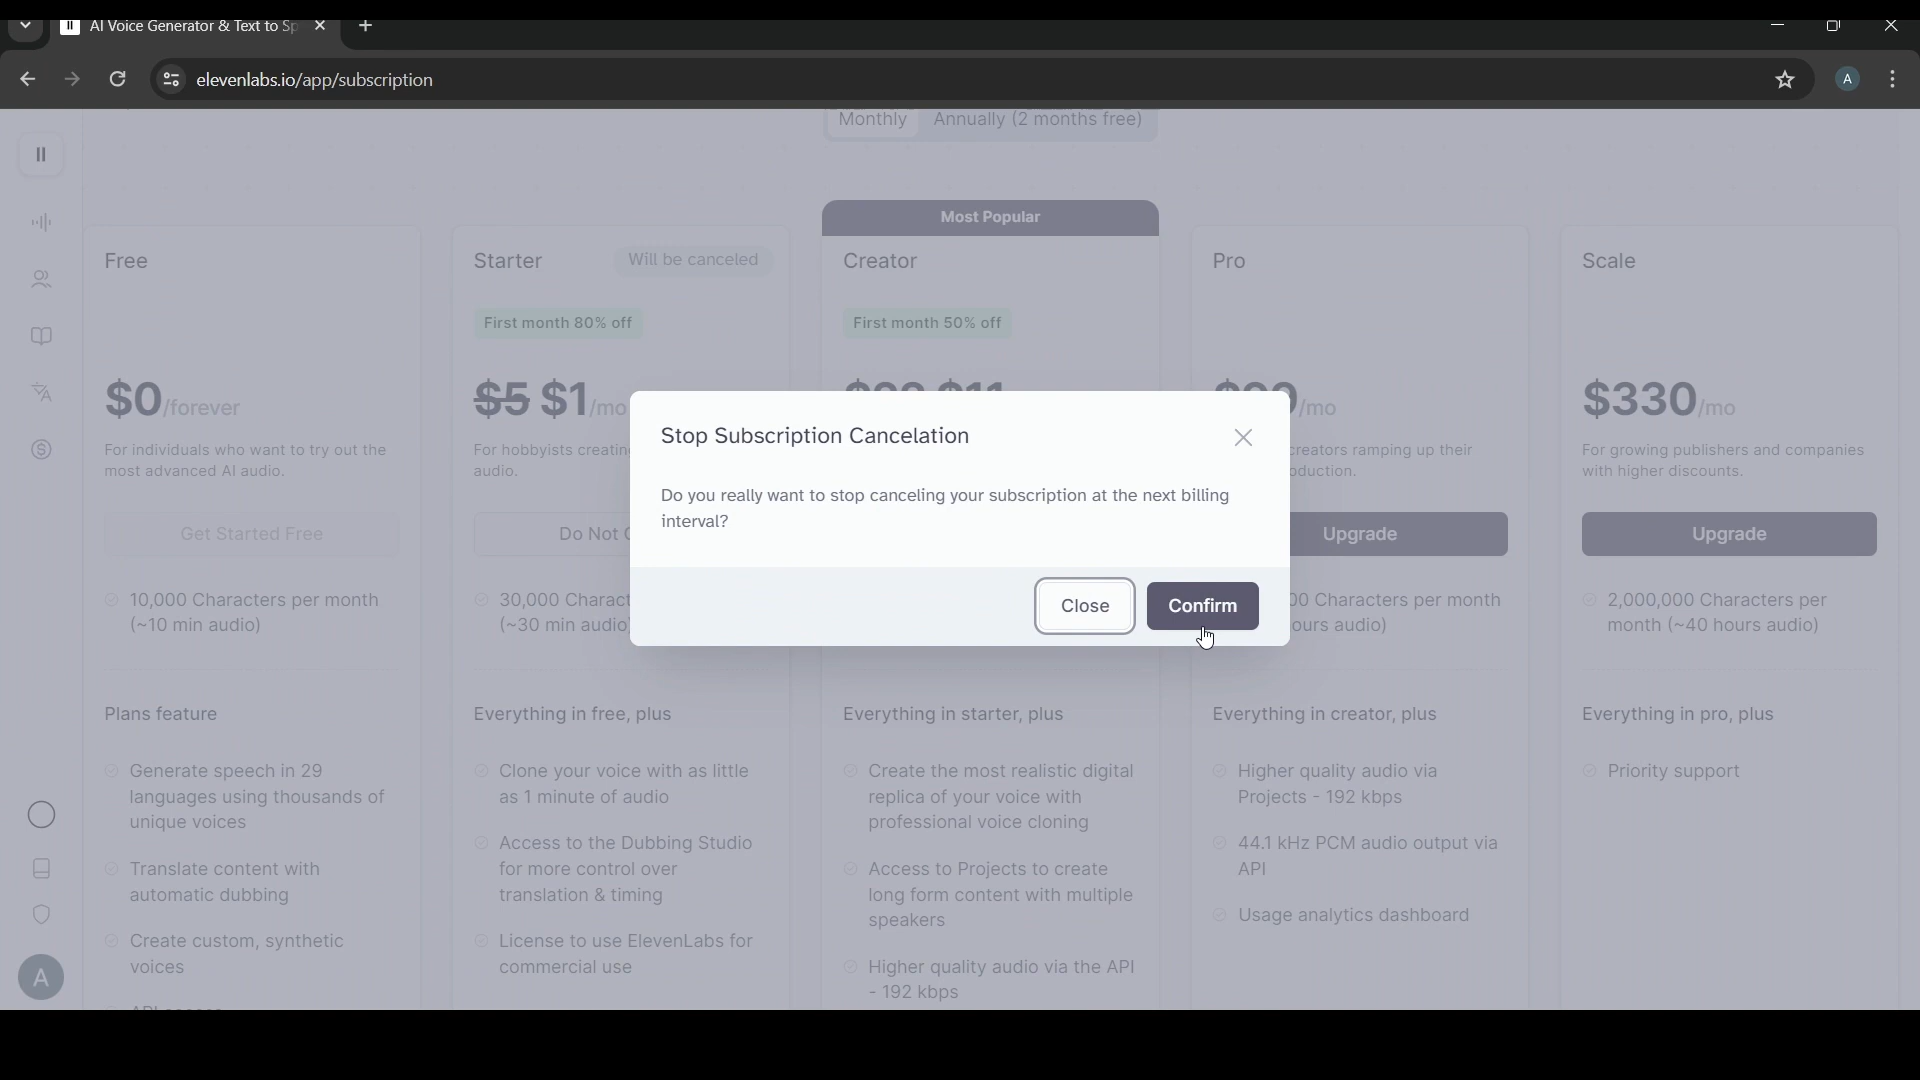 AI Voice Generator & Text to Sp
elevenlabs.io/app/subscription
A
Monthly
Annually (2 months free)
Most Popular
Free
$0/forever
For individuals who want to try out the
most advanced AI audio.
Get Started Free
10,000 Characters per month
(~10 min audio)
Plans feature
Generate speech in 29
languages using thousands of
unique voices
Translate content with
automatic dubbing
Create custom, synthetic
voices
Starter
Will be canceled
First month 80% off
$5 $1/mo
For hobbyists creating
audio.
Do Not
30,000
(~30 min audio)
Everything in free, plus
Clone your voice with as little
as 1 minute of audio
Access to the Dubbing Studio
for more control over
translation & timing
License to use ElevenLabs for
commercial use
Creator
First month 50% off
Everything in starter, plus
Create the most realistic digital
replica of your voice with
professional voice cloning
Access to Projects to create
long form content with multiple
speakers
Higher quality audio via the API
- 192 kbps
Pro
/mo
creators ramping up their
Upgrade
Characters per month
audio)
Everything in creator, plus
Higher quality audio via
Projects - 192 kbps
44.1 kHz PCM audio output via
API
Usage analytics dashboard
Scale
$330/mo
For growing publishers and companies
with higher discounts.
Upgrade
2,000,000 Characters per
month (~40 hours audio)
Everything in pro, plus
Priority support
Stop Subscription Cancelation
Do you really want to stop canceling your subscription at the next billing
interval?
Close
Confirm
A